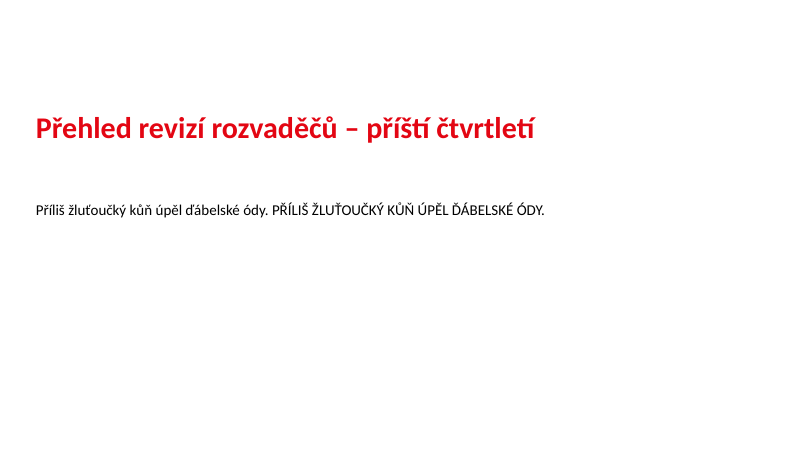 Přehled revizí rozvaděčů – příští čtvrtletí
Příliš žluťoučký kůň úpěl ďábelské ódy. PŘÍLIŠ ŽLUŤOUČKÝ KŮŇ ÚPĚL ĎÁBELSKÉ ÓDY.